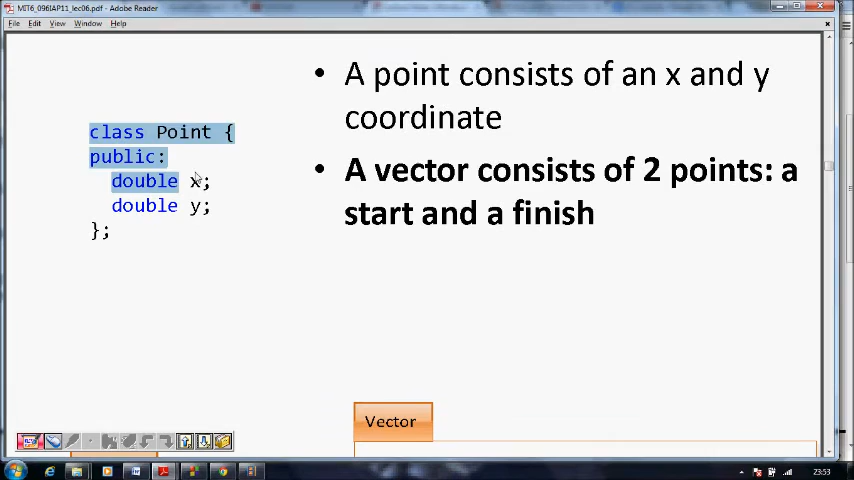 MIT6_096IAP11_lec06.pdf - Adobe Reader
File Edit View Window Help
class Point {
public:
double x;
double y;
};
• A point consists of an x and y
coordinate
• A vector consists of 2 points: a
start and a finish
Vector
23:53